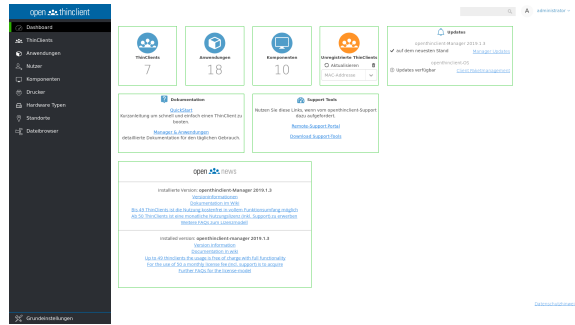 open thinclient
administrator
Dashboard
ThinClients
Anwendungen
Nutzer
Komponenten
Drucker
Hardware Typen
Standorte
Dateibrowser
Grundeinstellungen
ThinClients
7
Anwendungen
18
Komponenten
10
Unregistrierte ThinClients
Aktualisieren
MAC-Addresse
Updates
openthinclient-Manager 2019.1.3
auf dem neuesten Stand
Manager Updates
openthinclient-OS
Updates verfügbar
Dokumentation
QuickStart
Kurzanleitung um schnell und einfach einen ThinClient zu
booten.
Manager & Anwendungen
detaillierte Dokumentation für den täglichen Gebrauch.
Support Tools
Nutzen Sie diese Links, wenn vom openthinclient-Support
dazu aufgefordert.
Remote-Support-Portal
Download Support-Tools
open news
Installierte Version: openthinclient-Manager 2019.1.3
Versioninformationen
Dokumentation im Wiki
Bis 49 ThinClients ist die Nutzung kostenfrei in vollem Funktionsumfang möglich
Ab 50 ThinClients ist eine monatliche Nutzungslizenz (inkl. Support) zu erwerben
Weitere FAQs zum Lizenzmodell
Installed version: openthinclient-manager 2019.1.3
Version information
Documentation in wiki
Up to 49 thinclients the usage is free of charge with full functionality
For the use of 50 a monthly license fee (incl. support) is to acquire
Further FAQs for the license model
Datenschutzfragen